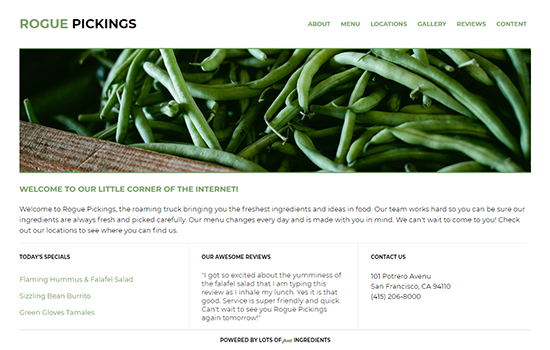 ROGUE PICKINGS
ABOUT MENU LOCATIONS GALLERY REVIEWS CONTENT
WELCOME TO OUR LITTLE CORNER OF THE INTERNET!
Welcome to Rogue Pickings, the roaming truck bringing you the freshest ingredients and ideas in food. Our team works hard so you can be sure our
ingredients are always fresh and picked carefully. Our menu changes every day and is made with you in mind. We can't wait to come to you! Check
out our locations to see where you can find us.
TODAY'S SPECIALS
Flaming Hummus & Falafel Salad
Sizzling Bean Burrito
Green Gloves Tamales
OUR AWESOME REVIEWS
"I got so excited about the yumminess
of the falafel salad that I am typing this
review as I inhale my lunch. Yes it is that
good. Service is super friendly and quick.
Can't wait to see you Rogue Pickings
again tomorrow!"
CONTACT US
101 Potrero Avenu
San Francisco, CA 94110
(415) 206-8000
POWERED BY LOTS OF fresh INGREDIENTS